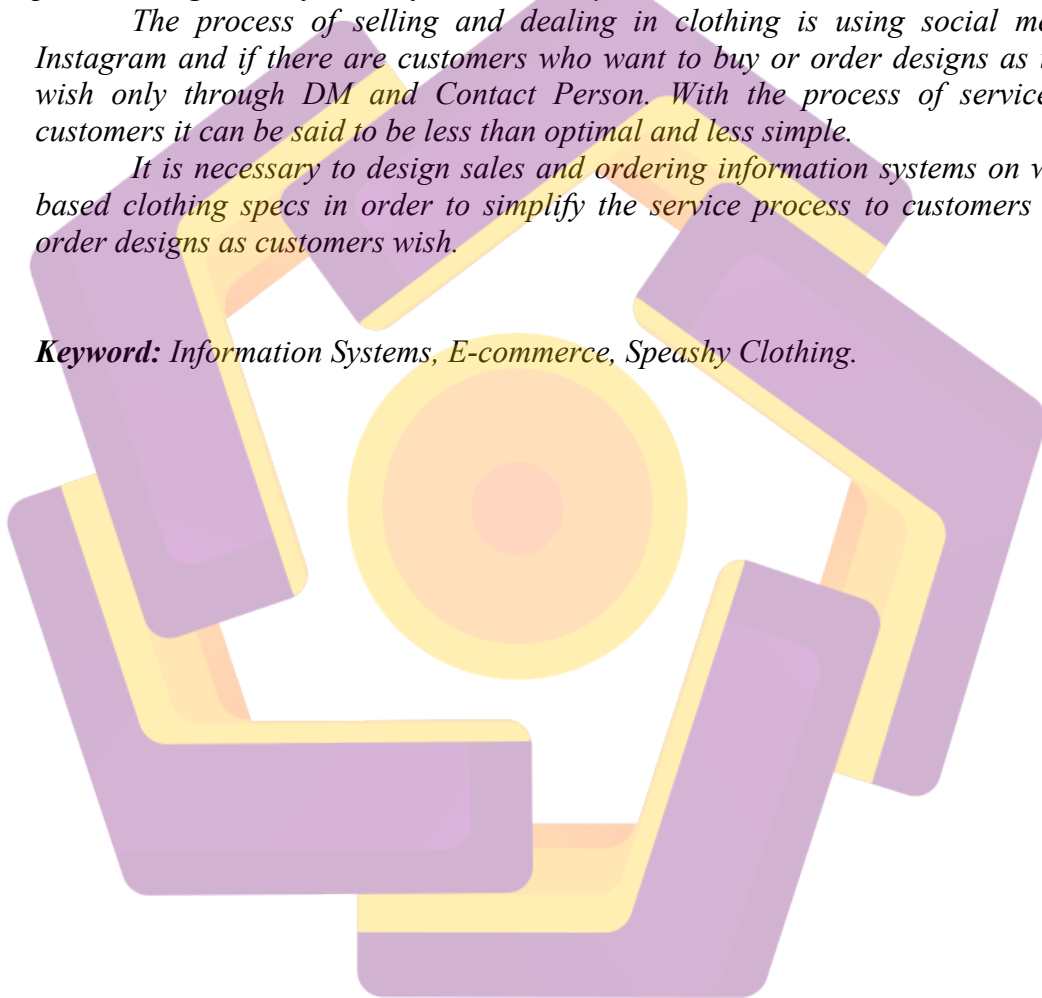 The process of selling and dealing in clothing is using social me
Instagram and if there are customers who want to buy or order designs as
wish only through DM and Contact Person. With the process of service
customers it can be said to be less than optimal and less simple.
It is necessary to design sales and ordering information systems on
based clothing specs in order to simplify the service process to customers
order designs as customers wish.
Keyword: Information Systems, E-commerce, Speashy Clothing.